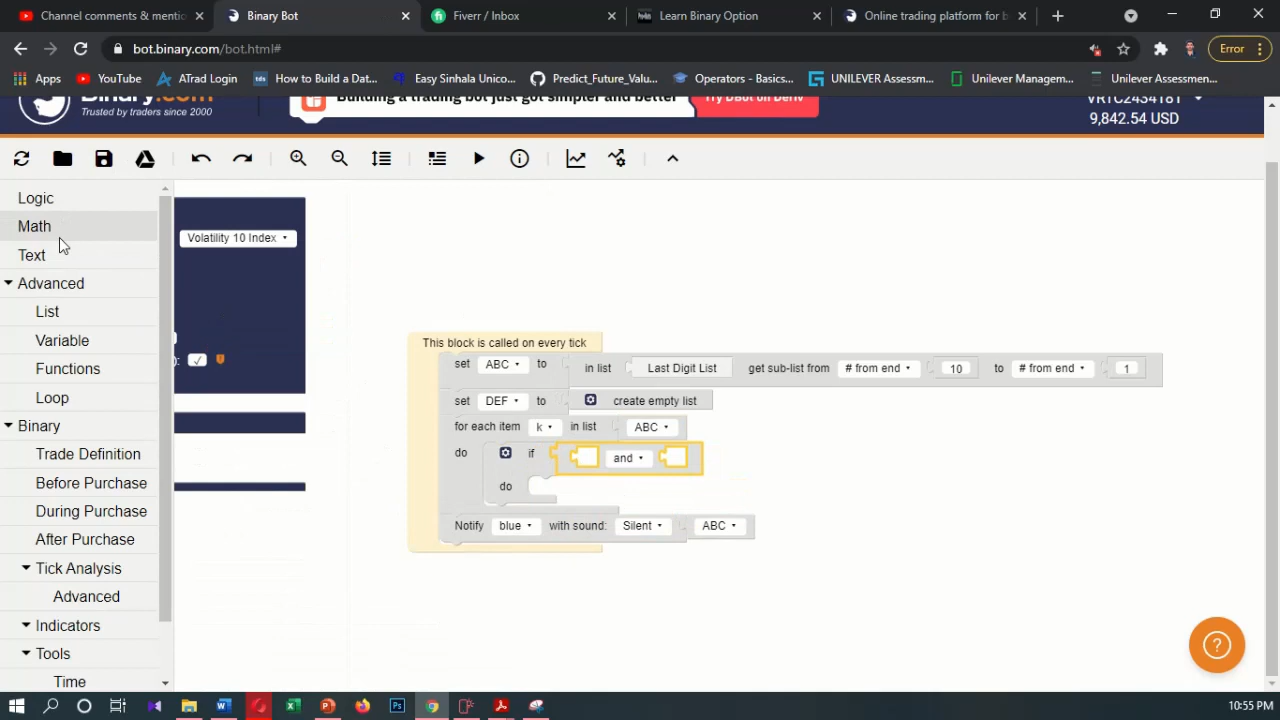 Channel comments & mentio
Binary Bot
Fiverr / Inbox
Learn Binary Option
Online trading platform for b
bot.binary.com/bot.html#
Error
Apps
YouTube
ATrad Login
How to Build a Dat...
Easy Sinhala Unico...
Predict_Future_Valu...
Operators - Basics...
UNILEVER Assessm...
Unilever Managem...
Unilever Assessmen...
Binary.com
Trusted by traders since 2000
Building a trading bot just got simpler and better
Try DBot on Deriv
VRTC2434181
9,842.54 USD
Logic
Math
Text
Advanced
List
Variable
Functions
Loop
Binary
Trade Definition
Before Purchase
During Purchase
After Purchase
Tick Analysis
Advanced
Indicators
Tools
Time
Volatility 10 Index
):
This block is called on every tick
set ABC to in list Last Digit List get sub-list from # from end 10 to # from end 1
set DEF to create empty list
for each item k in list ABC
do if and
do
Notify blue with sound: Silent ABC
?
10:55 PM